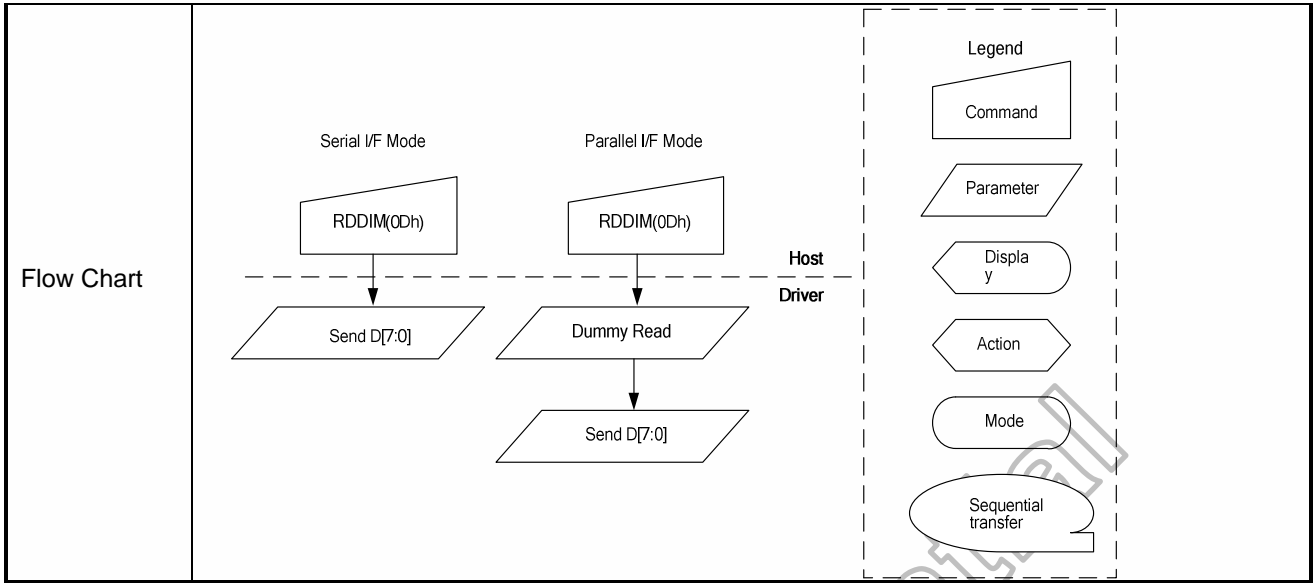 Flow Chart
Serial I/F Mode
Parallel I/F Mode
RDDIM(0Dh)
RDDIM(0Dh)
Host
Driver
Send D[7:0]
Dummy Read
Send D[7:0]
Legend
Command
Parameter
Displa
y
Action
Mode
Sequential
transfer